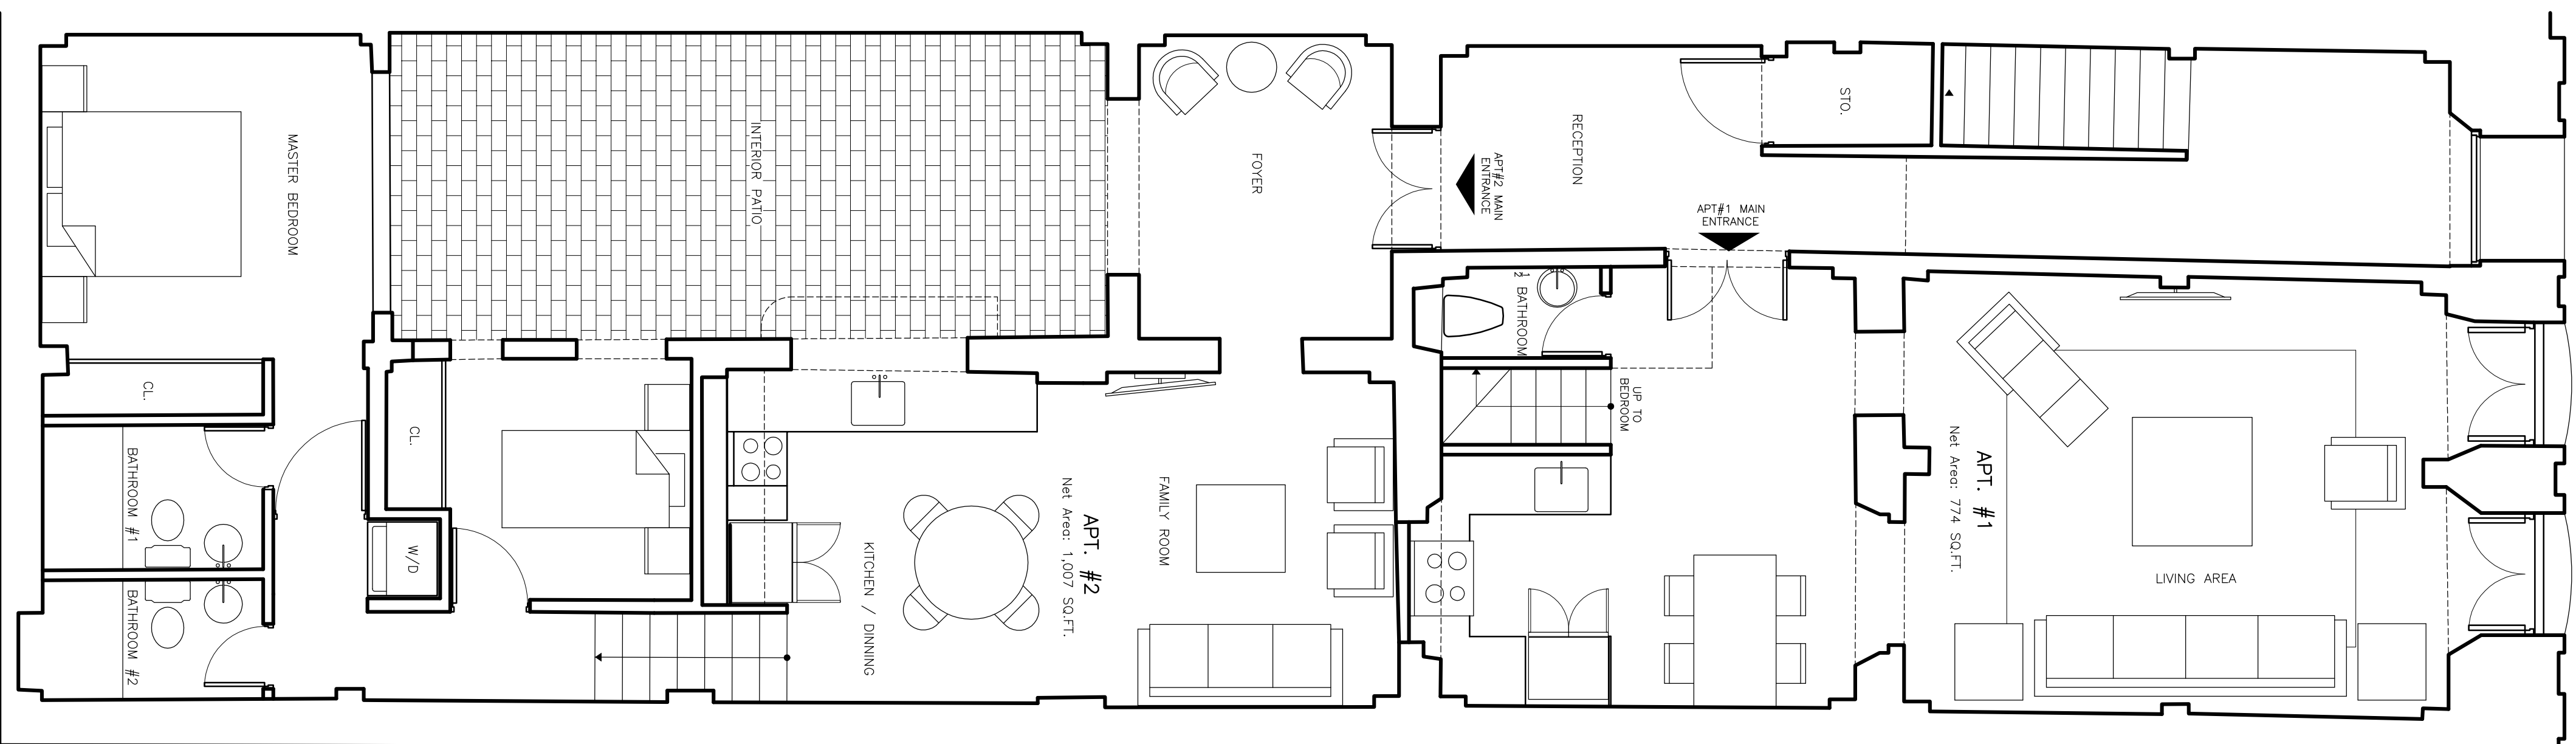 MASTER BEDROOM
INTERIOR PATIO
FOYER
APT#2 MAIN
ENTRANCE
RECEPTION
STO.
APT#1 MAIN
ENTRANCE
½ BATHROOM
UP TO
BEDROOM
CL.
CL.
BATHROOM #1
BATHROOM #2
W/D
KITCHEN / DINNING
APT. #2
Net Area: 1,007 SQ.FT.
FAMILY ROOM
APT. #1
Net Area: 774 SQ.FT.
LIVING AREA